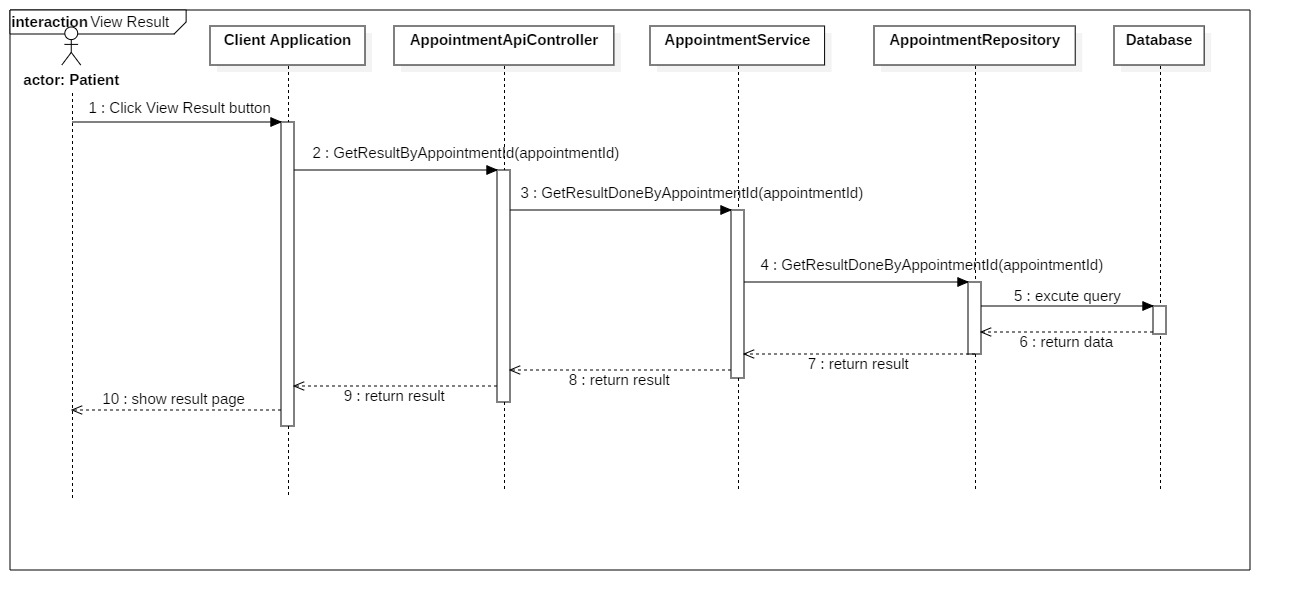 interaction View Result
Client Application
AppointmentApiController
AppointmentService
AppointmentRepository
Database
actor: Patient
1 : Click View Result button
2 : GetResultByAppointmentId(appointmentId)
3 : GetResultDoneByAppointmentId(appointmentId)
4 : GetResultDoneByAppointmentId(appointmentId)
5 : excute query
6 : return data
7 : return result
8 : return result
9 : return result
10 : show result page